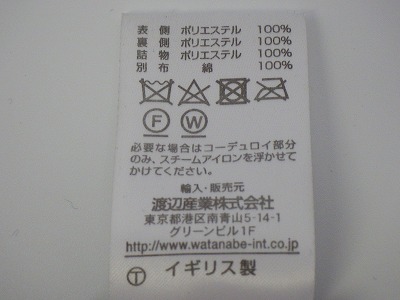 表側 ポリエステル 100%
裏側 ポリエステル 100%
詰物 ポリエステル 100%
別布 綿 100%
F W
必要な場合はコーデュロイ部分
のみ、スチームアイロンを浮かせて
かけてください。
輸入・販売元
渡辺産業株式会社
東京都港区南青山5-14-1
グリーンビル1F
http://www.watanabe-int.co.jp
T イギリス製